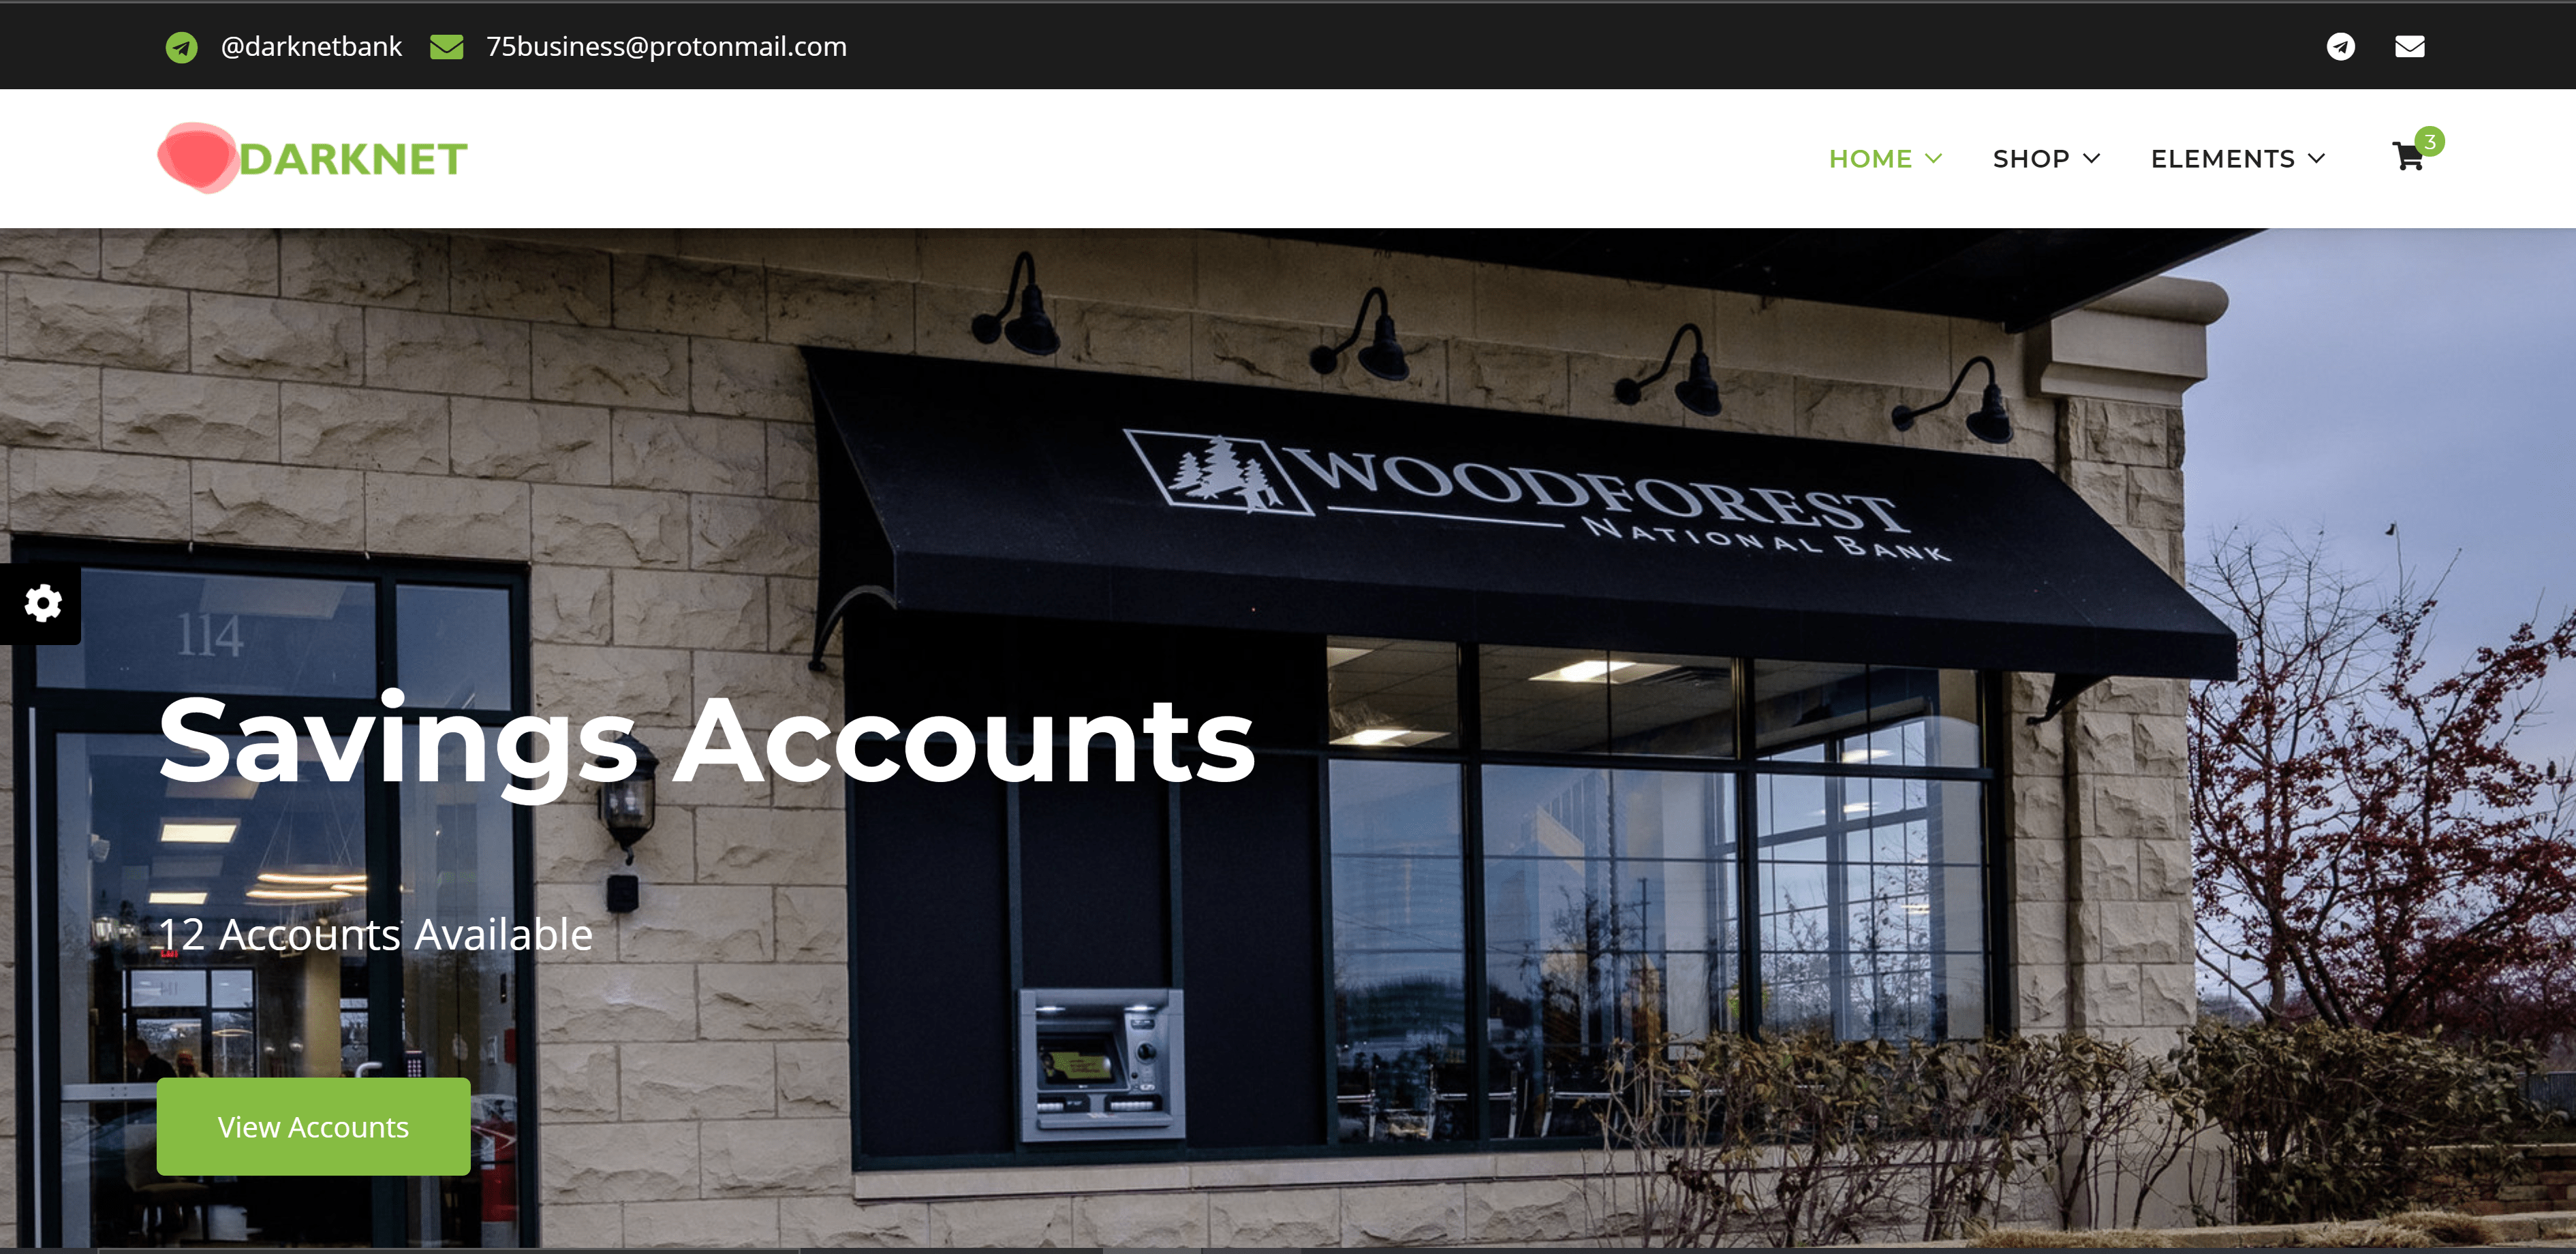 @darknetbank 75business@protonmail.com
DARKNET
HOME SHOP ELEMENTS 3
WOODFOREST
NATIONAL BANK
114
Savings Accounts
12 Accounts Available
View Accounts